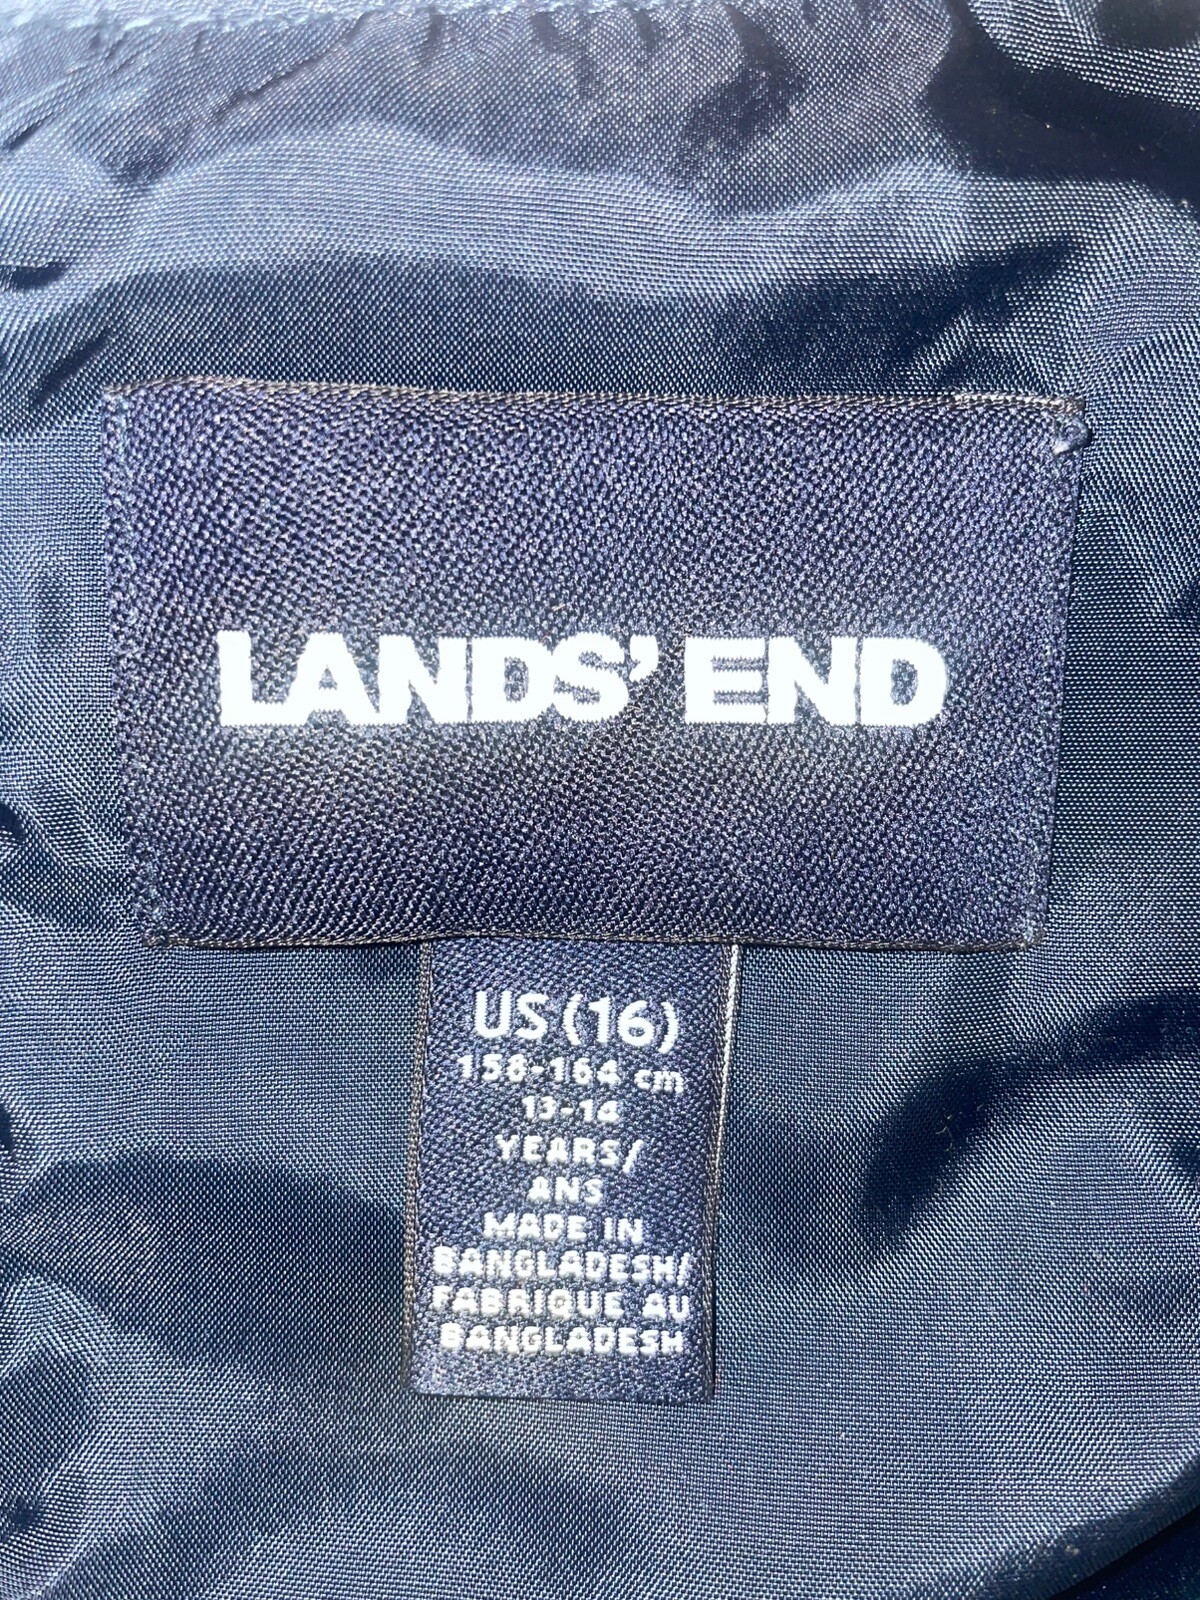 LANDS' END
US (16)
158-164 cm
13-14
YEARS/
ANS
MADE IN
BANGLADESH/
FABRIQUE AU
BANGLADESH